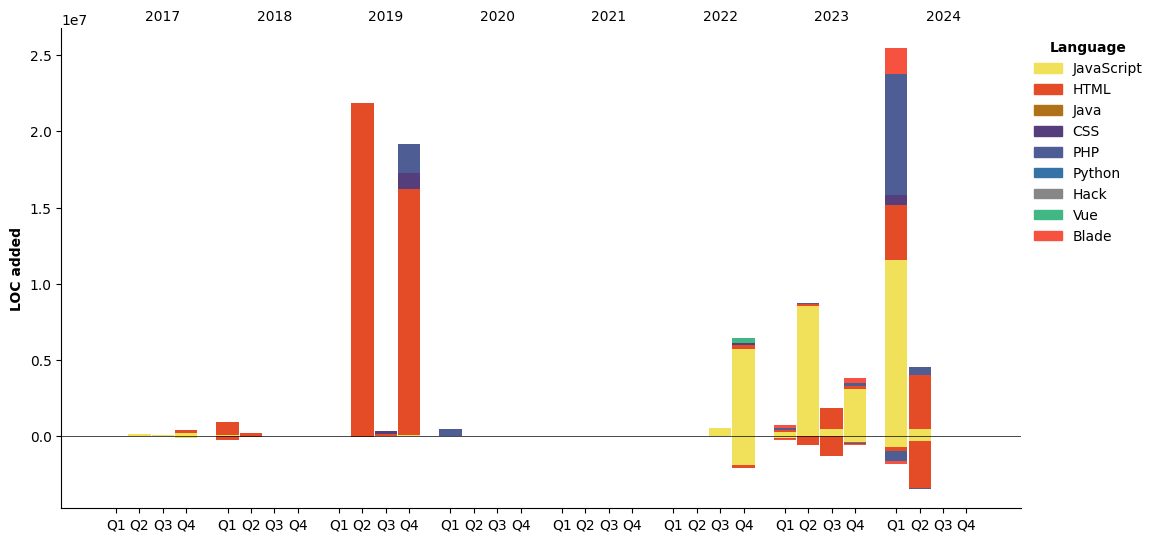 2017 2018 2019 2020 2021 2022 2023 2024
1e7
2.5
2.0
1.5
1.0
0.5
0.0
LOC added
Q1 Q2 Q3 Q4 Q1 Q2 Q3 Q4 Q1 Q2 Q3 Q4 Q1 Q2 Q3 Q4 Q1 Q2 Q3 Q4 Q1 Q2 Q3 Q4 Q1 Q2 Q3 Q4 Q1 Q2 Q3 Q4
Language
JavaScript
HTML
Java
CSS
PHP
Python
Hack
Vue
Blade